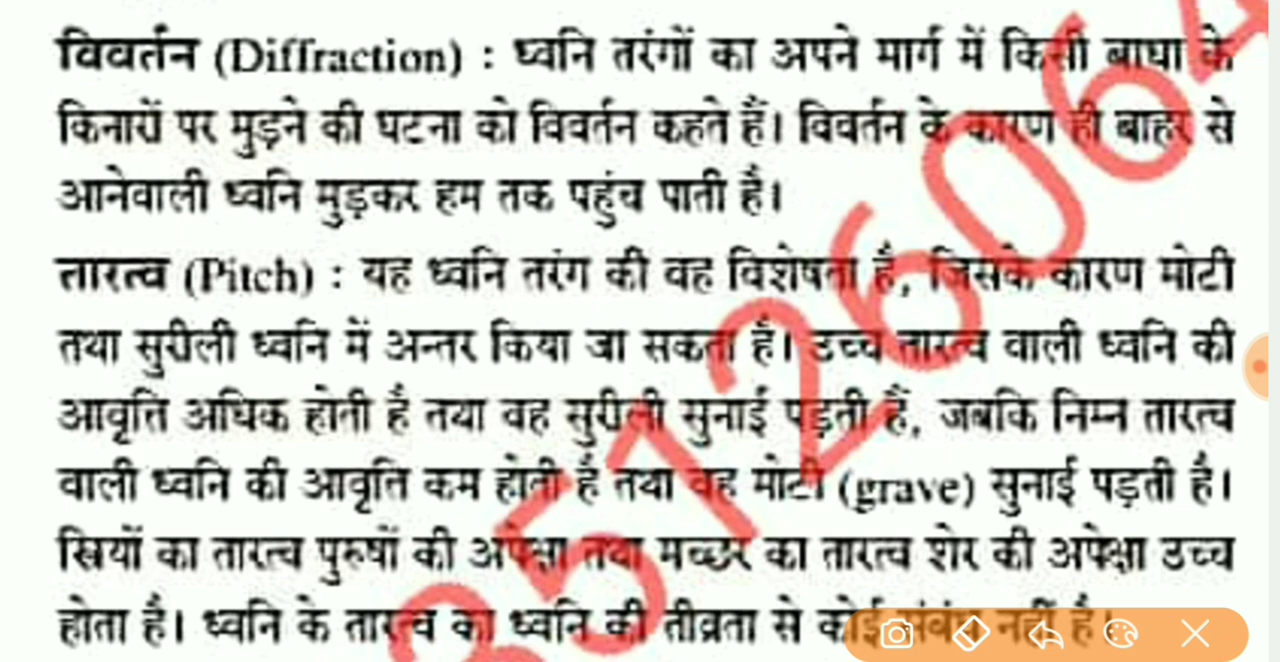 विवर्तन (Diffraction) : ध्वनि तरंगों का अपने मार्ग में किसी बाधा के
किनारों पर मुड़ने की घटना को विवर्तन कहते हैं। विवर्तन के कारण ही बाहर से
आनेवाली ध्वनि मुड़कर हम तक पहुंच पाती है।
तारत्व (Pitch) : यह ध्वनि तरंग की वह विशेषता है, जिसके कारण मोटी
तथा सुरीली ध्वनि में अन्तर किया जा सकता है। उच्च तारत्व वाली ध्वनि की
आवृत्ति अधिक होती है तथा वह सुरीली सुनाई पड़ती हैं, जबकि निम्न तारत्व
वाली ध्वनि की आवृति कम होती है तथा वह मोटी (grave) सुनाई पड़ती है।
स्त्रियों का तारत्व पुरुषों की अपेक्षा तथा मच्छर का तारत्व शेर की अपेक्षा उच्च
होता है। ध्वनि के तारत्व का ध्वनि की तीव्रता से कोई संबंध नहीं है।
35126064